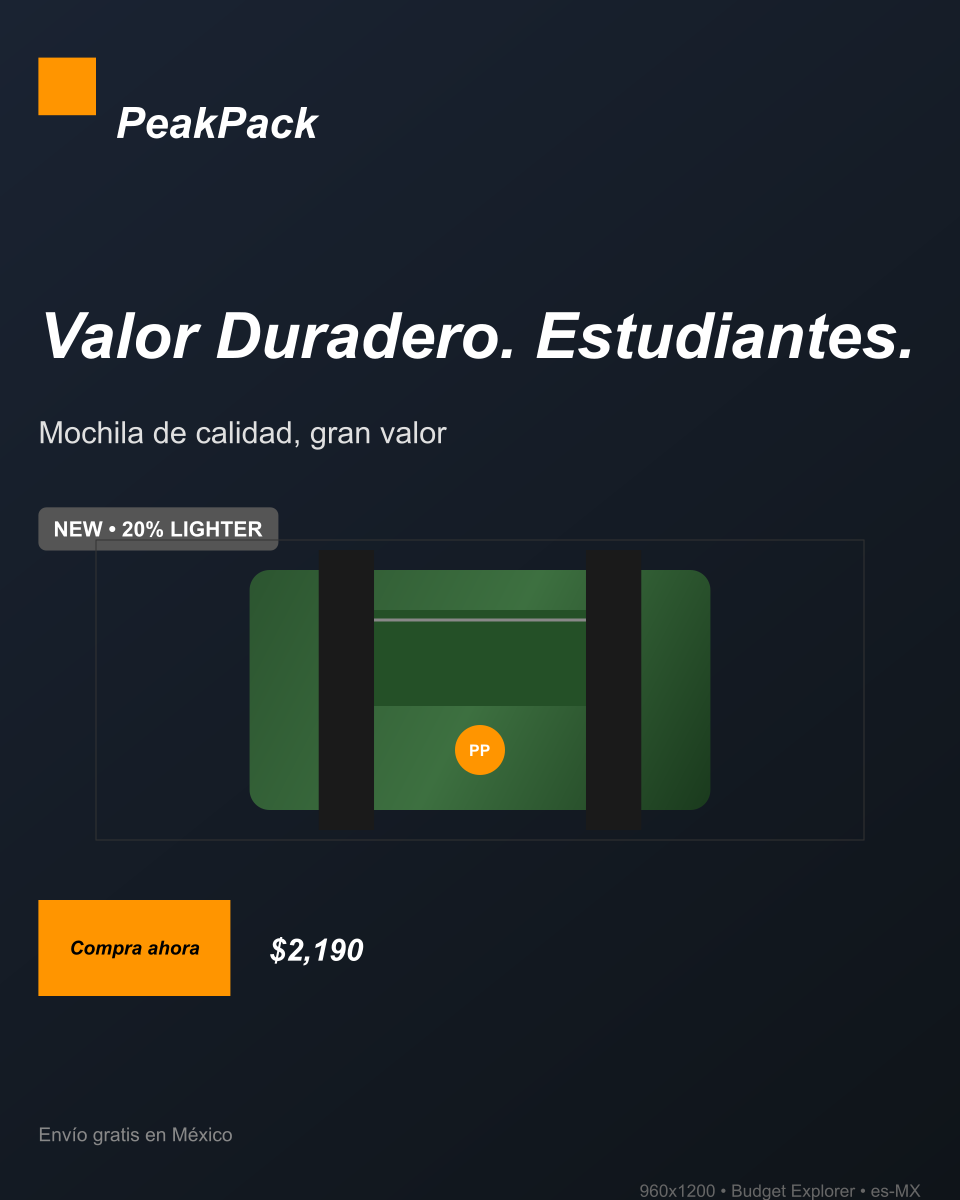 PeakPack
Valor Duradero. Estudiantes.
Mochila de calidad, gran valor
NEW • 20% LIGHTER
PP
Compra ahora
$2,190
Envío gratis en México
960x1200 • Budget Explorer • es-MX